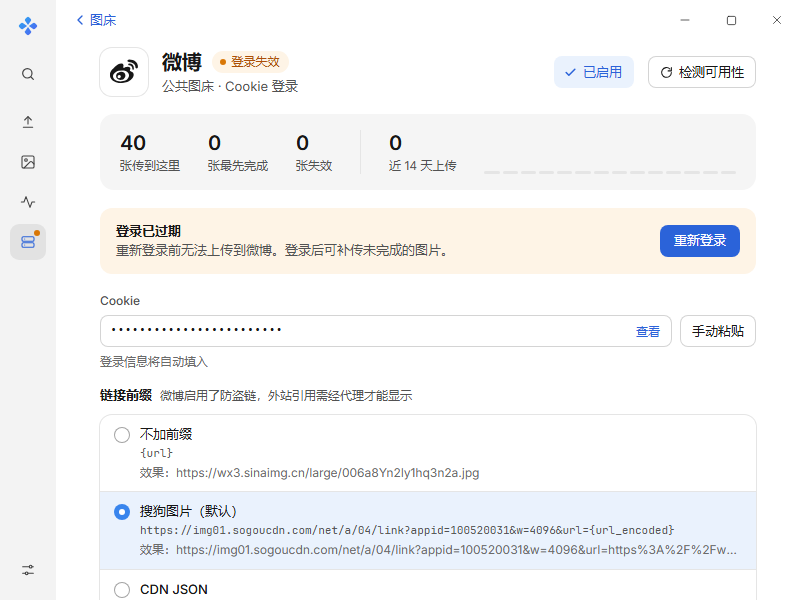 图床
微博
登录失效
公共图床 · Cookie 登录
已启用
检测可用性
40
张传到这里
0
张最先完成
0
张失效
0
近 14 天上传
登录已过期
重新登录前无法上传到微博。登录后可补传未完成的图片。
重新登录
Cookie
••••••••••••••••••••••••
查看
手动粘贴
登录信息将自动填入
链接前缀 微博启用了防盗链，外站引用需经代理才能显示
不加前缀
{url}
效果：https://wx3.sinaimg.cn/large/006a8Yn2ly1hq3n2a.jpg
搜狗图片（默认）
https://img01.sogoucdn.com/net/a/04/link?appid=100520031&w=4096&url={url_encoded}
效果：https://img01.sogoucdn.com/net/a/04/link?appid=100520031&w=4096&url=https%3A%2F%2Fw...
CDN JSON